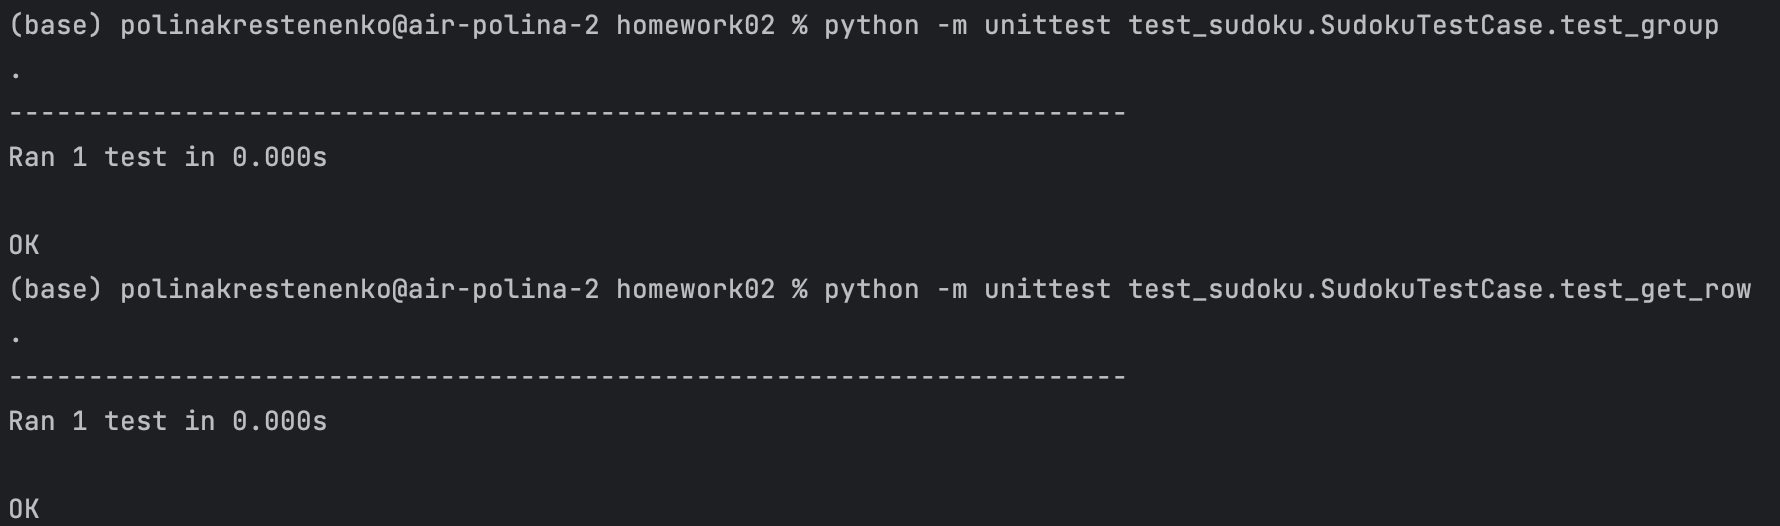 (base) polinakrestenenko@air-polina-2 homework02 % python -m unittest test_sudoku.SudokuTestCase.test_group
.
----------------------------------------------------------------------
Ran 1 test in 0.000s

OK
(base) polinakrestenenko@air-polina-2 homework02 % python -m unittest test_sudoku.SudokuTestCase.test_get_row
.
----------------------------------------------------------------------
Ran 1 test in 0.000s

OK